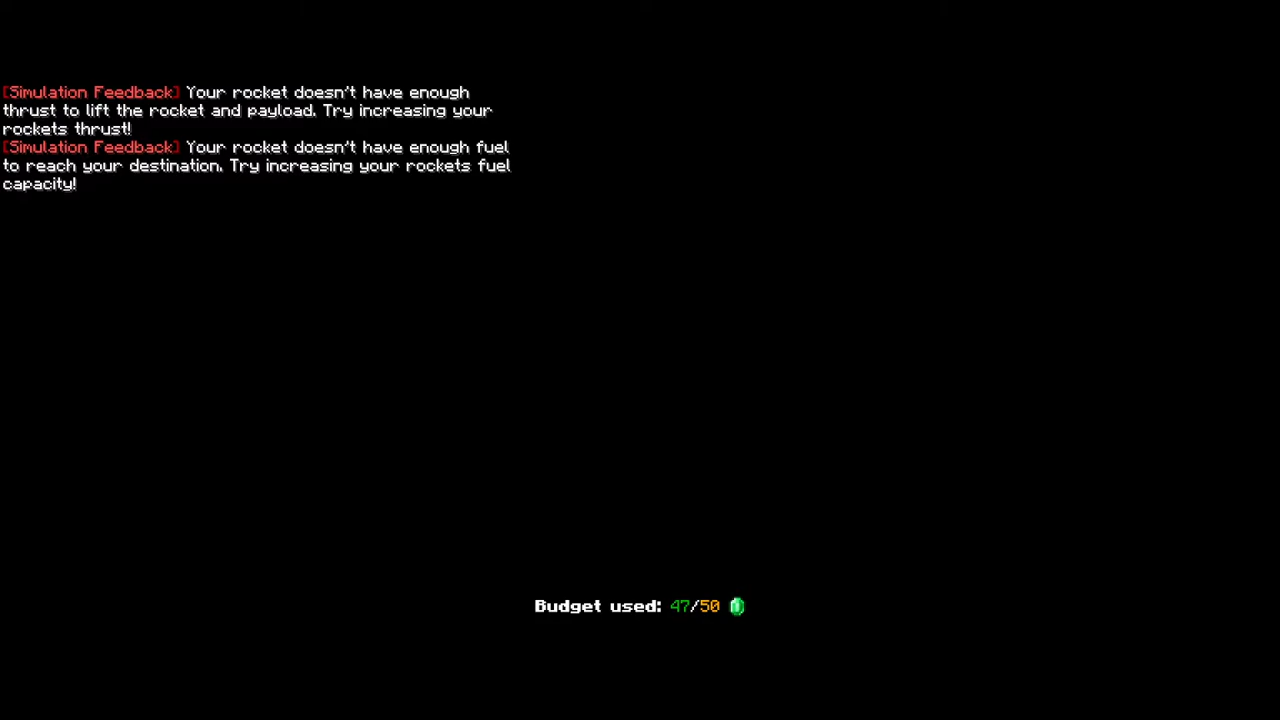 [Simulation Feedback] Your rocket doesn't have enough
thrust to lift the rocket and payload. Try increasing your
rockets thrust!
[Simulation Feedback] Your rocket doesn't have enough fuel
to reach your destination. Try increasing your rockets fuel
capacity!
Budget used: 47/50